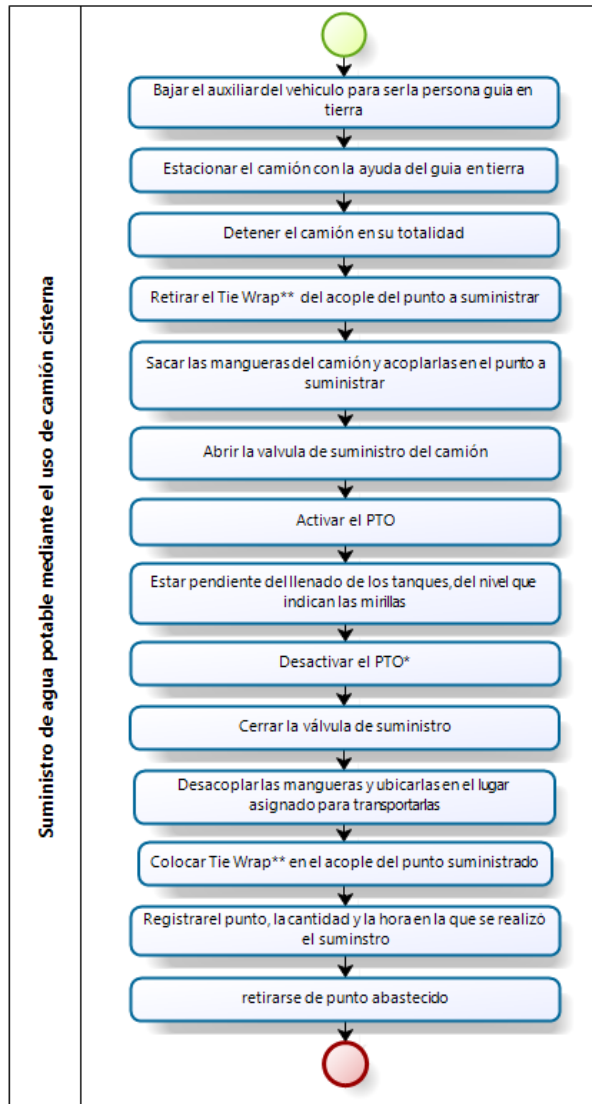 Suministro de agua potable mediante el uso de camión cisterna
Bajar el auxiliar del vehiculo para ser la persona guia en
tierra
Estacionar el camión con la ayuda del guia en tierra
Detener el camión en su totalidad
Retirar el Tie Wrap** del acople del punto a suministrar
Sacar las mangueras del camión y acoplarlas en el punto a
suministrar
Abrir la valvula de suministro del camión
Activar el PTO
Estar pendiente del llenado de los tanques, del nivel que
indican las mirillas
Desactivar el PTO*
Cerrar la válvula de suministro
Desacoplar las mangueras y ubicarlas en el lugar
asignado para transportarlas
Colocar Tie Wrap** en el acople del punto suministrado
Registrarel punto, la cantidad y la hora en la que se realizó
el suminstro
retirarse de punto abastecido